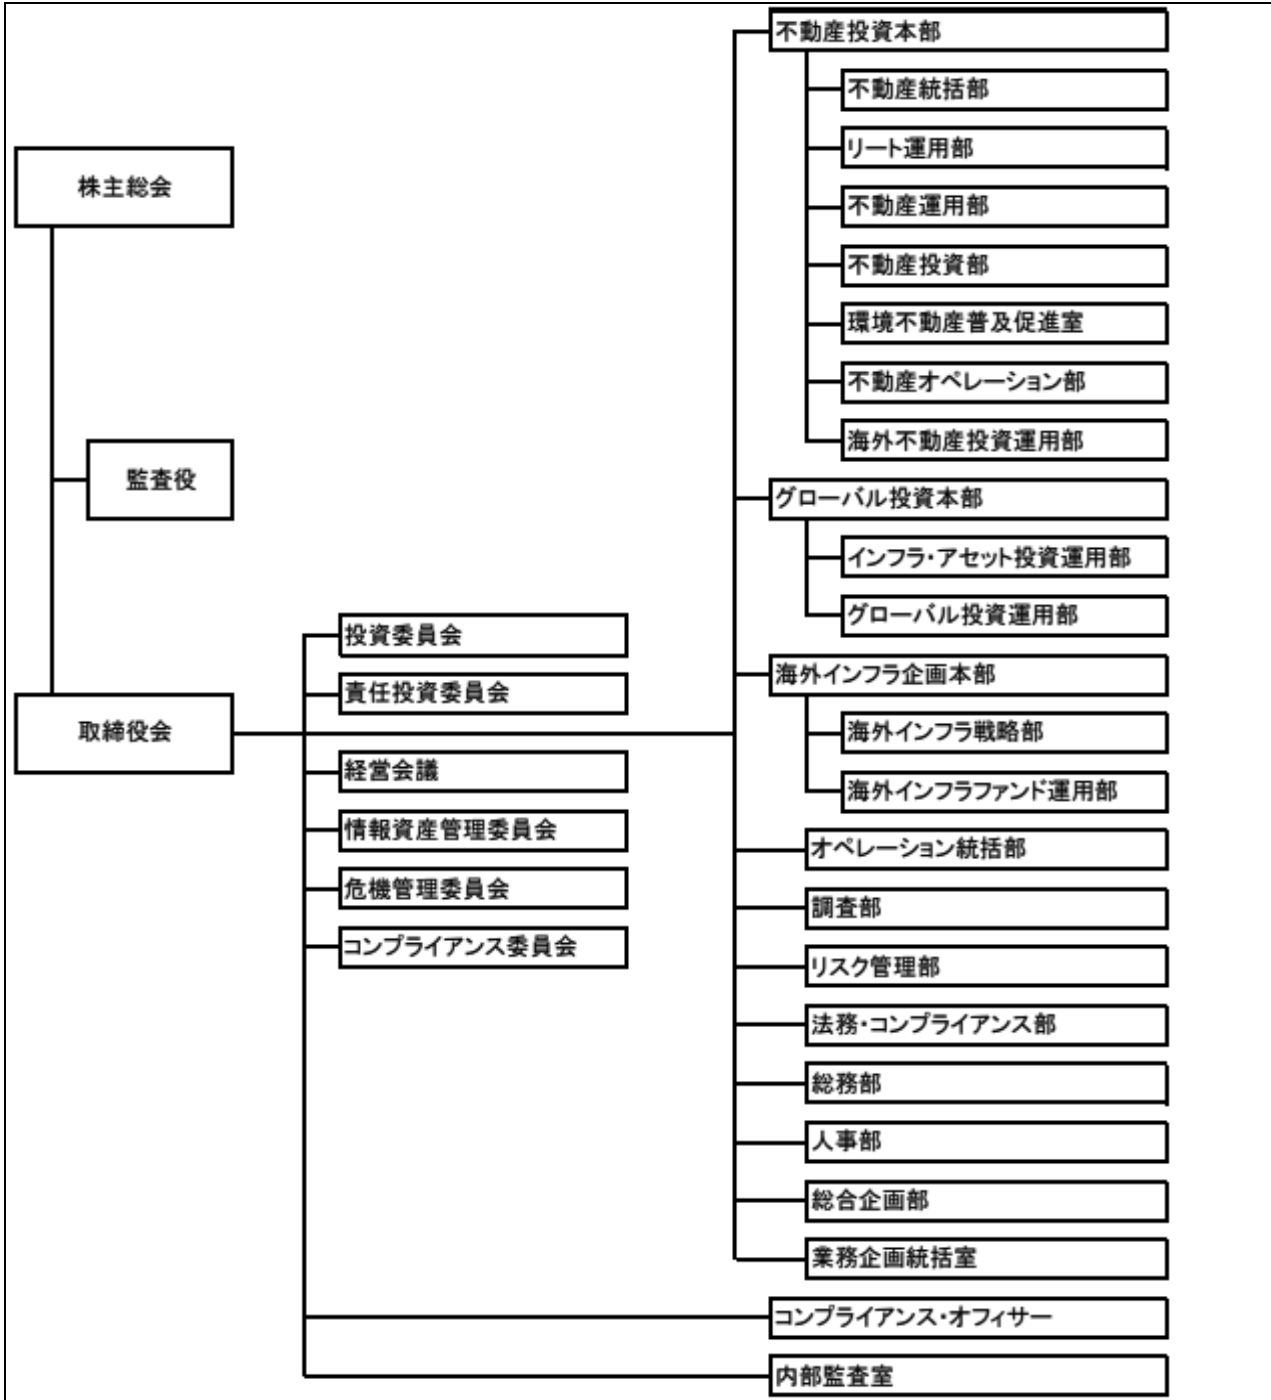 株主総会
監査役
取締役会
投資委員会
責任投資委員会
経営会議
情報資産管理委員会
危機管理委員会
コンプライアンス委員会
不動産投資本部
不動産統括部
リート運用部
不動産運用部
不動産投資部
環境不動産普及促進室
不動産オペレーション部
海外不動産投資運用部
グローバル投資本部
インフラ・アセット投資運用部
グローバル投資運用部
海外インフラ企画本部
海外インフラ戦略部
海外インフラファンド運用部
オペレーション統括部
調査部
リスク管理部
法務・コンプライアンス部
総務部
人事部
総合企画部
業務企画統括室
コンプライアンス・オフィサー
内部監査室